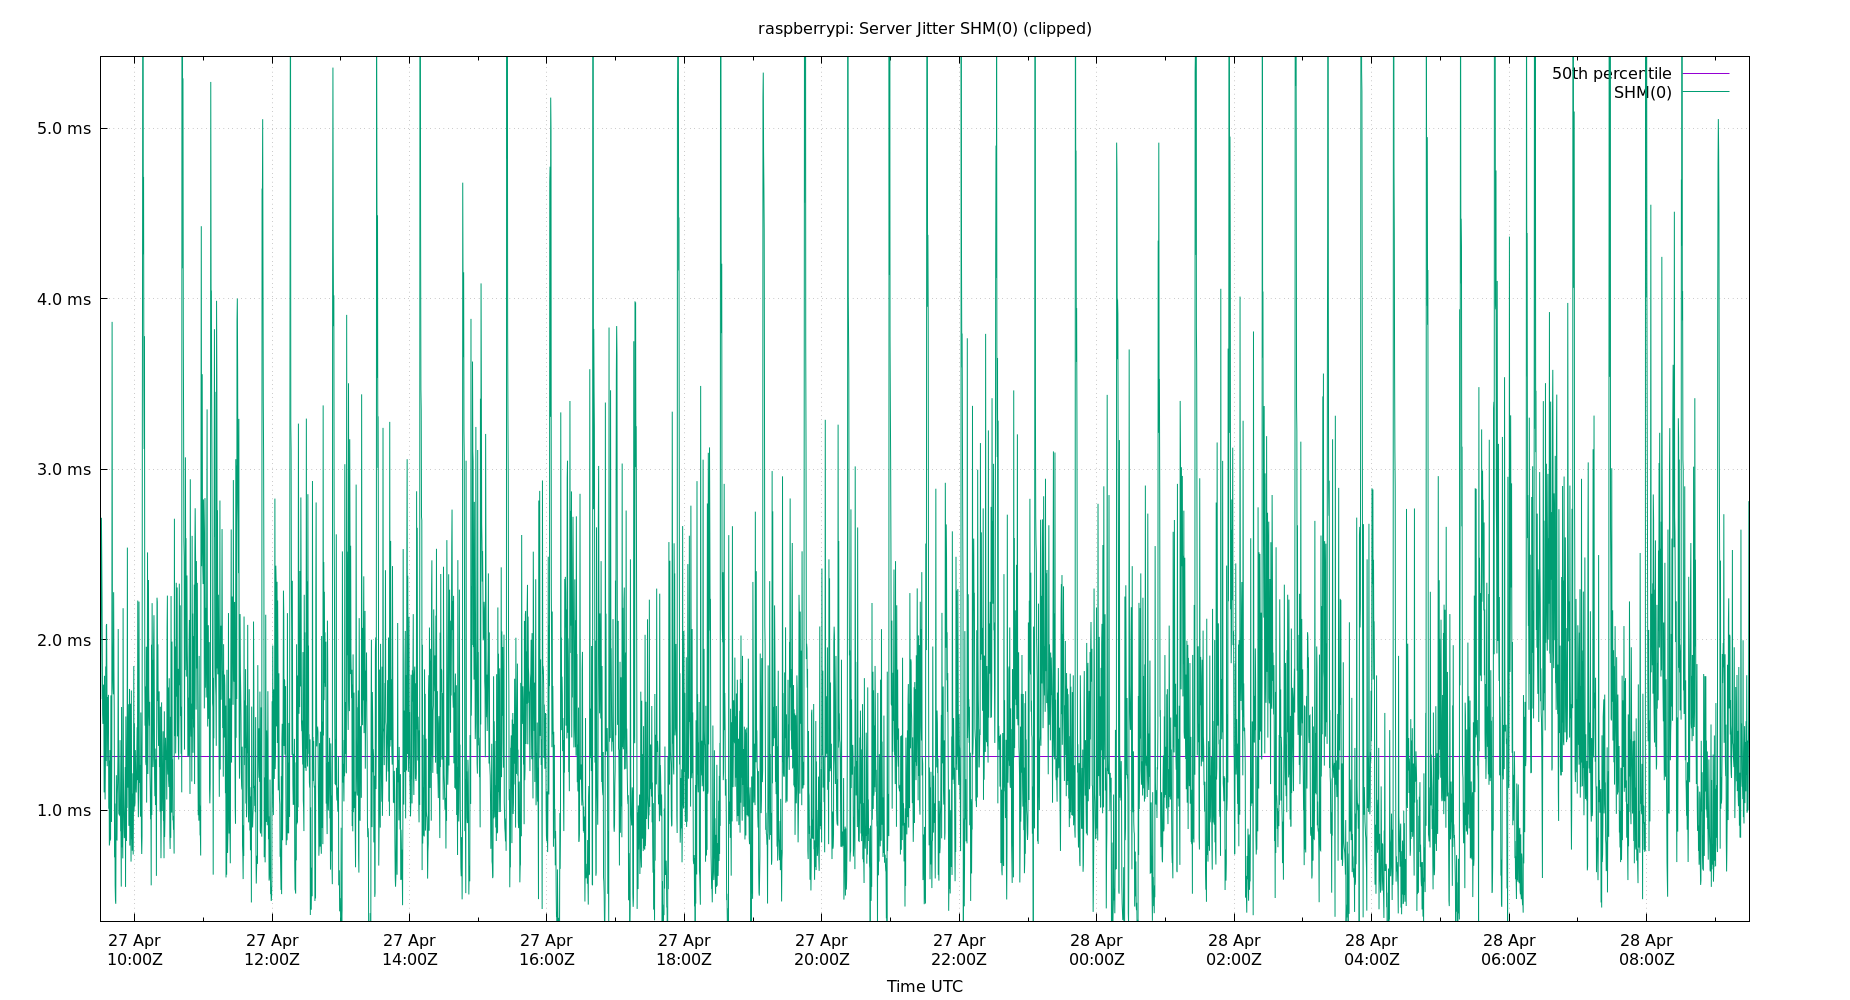 raspberrypi: Server Jitter SHM(0) (clipped)
50th percentile
SHM(0)
5.0 ms
4.0 ms
3.0 ms
2.0 ms
1.0 ms
27 Apr 27 Apr 27 Apr 27 Apr 27 Apr 27 Apr 27 Apr 28 Apr 28 Apr 28 Apr 28 Apr 28 Apr
10:00Z 12:00Z 14:00Z 16:00Z 18:00Z 20:00Z 22:00Z 00:00Z 02:00Z 04:00Z 06:00Z 08:00Z
Time UTC